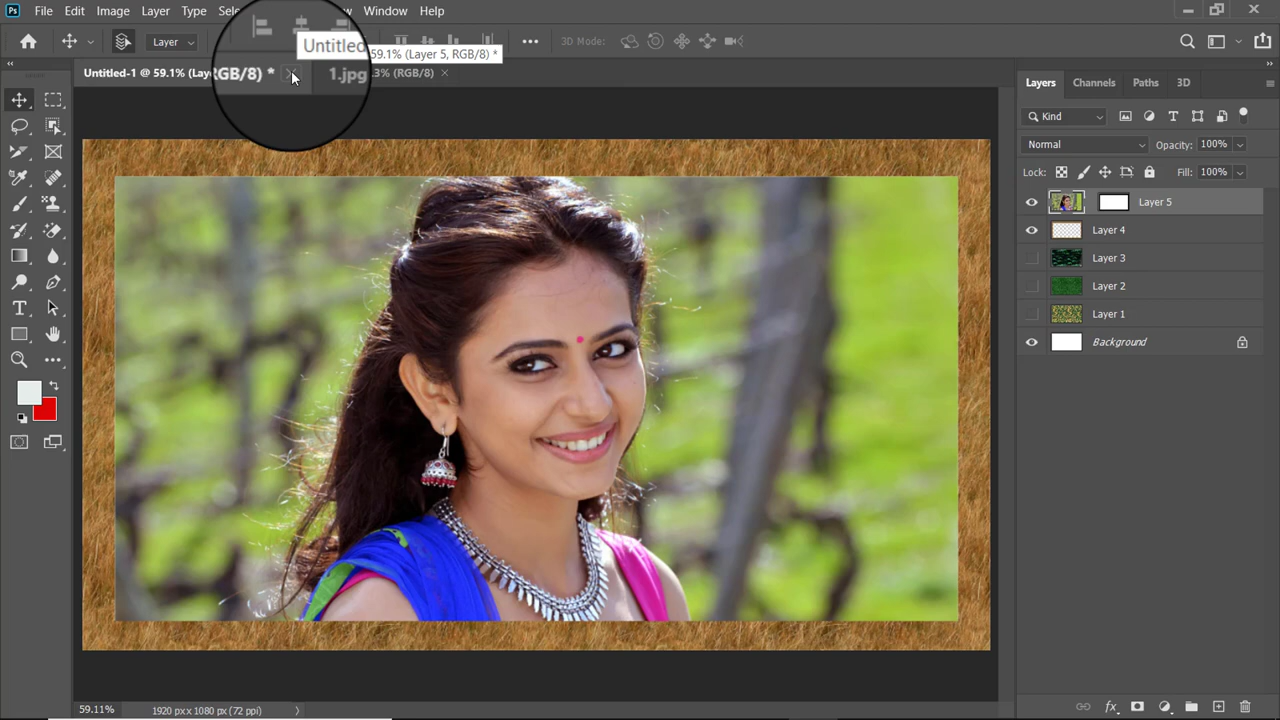 Ps File Edit Image Layer Type Sele Window Help
Layer 3D Mode:
Untitled 59.1% (Layer 5, RGB/8) *
Untitled-1 @ 59.1% (Lay RGB/8) * 1.jpg 3% (RGB/8)
Layers Channels Paths 3D
Kind
Normal Opacity: 100%
Lock: Fill: 100%
Layer 5
Layer 4
Layer 3
Layer 2
Layer 1
Background
59.11% 1920 px x 1080 px (72 ppi)